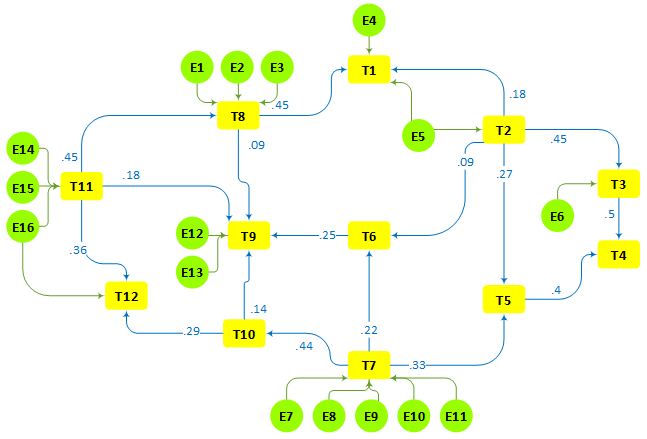 E4
E1
E2
E3
T1
.45
.18
T8
E5
T2
.45
E14
.45
.09
.09
.27
E15
T11
.18
T3
E16
E6
.5
E12
T9
.25
T6
.36
T4
E13
T12
T5
.4
.14
.29
T10
.22
.44
T7
.33
E7
E8
E9
E10
E11